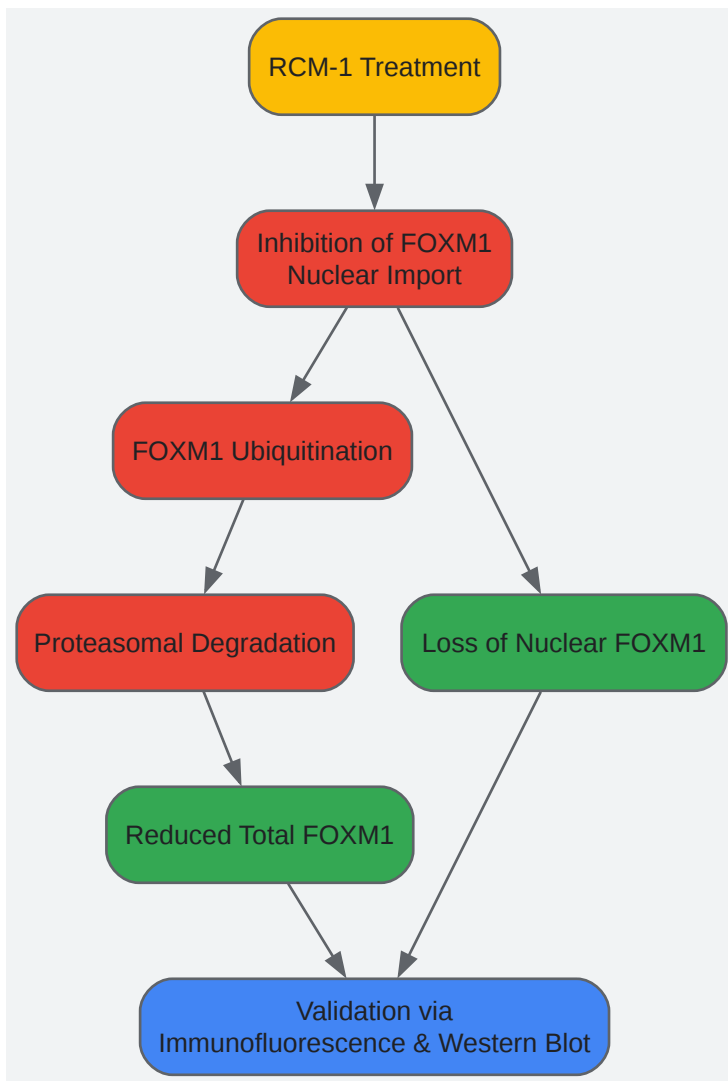 RCM-1 Treatment
Inhibition of FOXM1
Nuclear Import
FOXM1 Ubiquitination
Proteasomal Degradation
Loss of Nuclear FOXM1
Reduced Total FOXM1
Validation via
Immunofluorescence & Western Blot